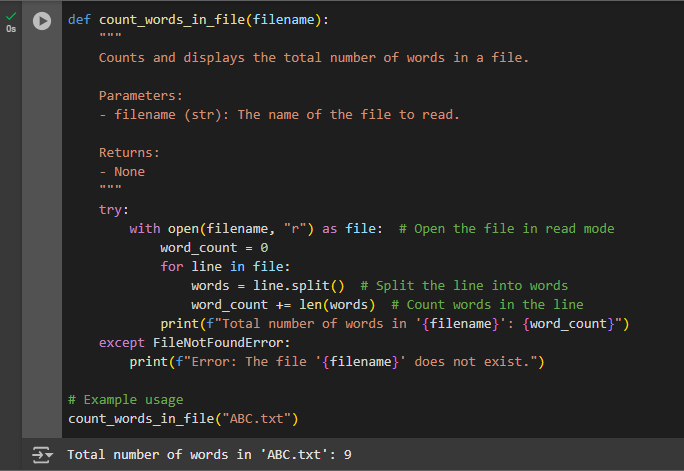 0s
def count_words_in_file(filename):
    """
    Counts and displays the total number of words in a file.

    Parameters:
    - filename (str): The name of the file to read.

    Returns:
    - None
    """
    try:
        with open(filename, "r") as file:  # Open the file in read mode
            word_count = 0
            for line in file:
                words = line.split()  # Split the line into words
                word_count += len(words)  # Count words in the line
            print(f"Total number of words in '{filename}': {word_count}")
    except FileNotFoundError:
        print(f"Error: The file '{filename}' does not exist.")

# Example usage
count_words_in_file("ABC.txt")
Total number of words in 'ABC.txt': 9